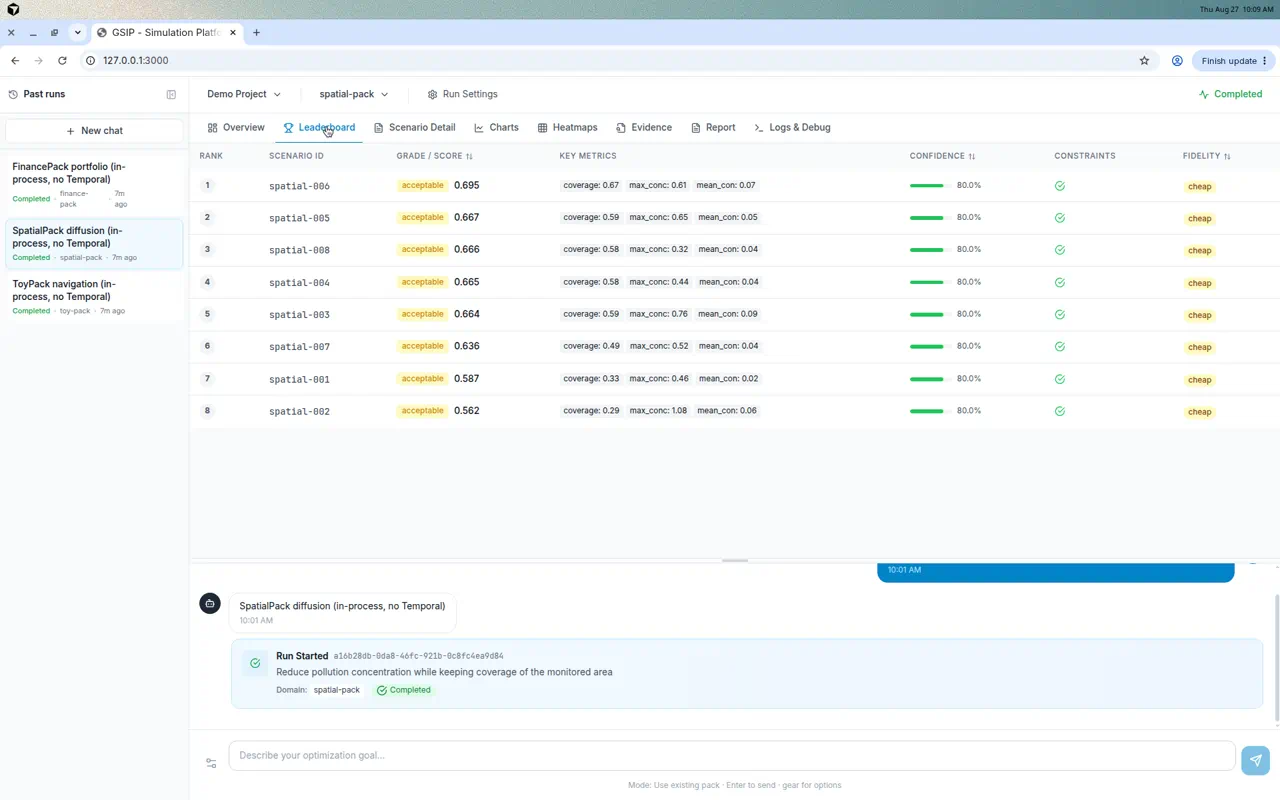 Thu Aug 27 10:09 AM
GSIP - Simulation Platfo
127.0.0.1:3000
Finish update
Past runs
Demo Project
spatial-pack
Run Settings
Completed
New chat
Overview
Leaderboard
Scenario Detail
Charts
Heatmaps
Evidence
Report
Logs & Debug
FinancePack portfolio (in-
process, no Temporal)
Completed · finance-pack · 7m ago
SpatialPack diffusion (in-
process, no Temporal)
Completed · spatial-pack · 7m ago
ToyPack navigation (in-
process, no Temporal)
Completed · toy-pack · 7m ago
RANK SCENARIO ID GRADE / SCORE KEY METRICS CONFIDENCE CONSTRAINTS FIDELITY
1 spatial-006 acceptable 0.695 coverage: 0.67 max_conc: 0.61 mean_con: 0.07 80.0% cheap
2 spatial-005 acceptable 0.667 coverage: 0.59 max_conc: 0.65 mean_con: 0.05 80.0% cheap
3 spatial-008 acceptable 0.666 coverage: 0.58 max_conc: 0.32 mean_con: 0.04 80.0% cheap
4 spatial-004 acceptable 0.665 coverage: 0.58 max_conc: 0.44 mean_con: 0.04 80.0% cheap
5 spatial-003 acceptable 0.664 coverage: 0.59 max_conc: 0.76 mean_con: 0.09 80.0% cheap
6 spatial-007 acceptable 0.636 coverage: 0.49 max_conc: 0.52 mean_con: 0.04 80.0% cheap
7 spatial-001 acceptable 0.587 coverage: 0.33 max_conc: 0.46 mean_con: 0.02 80.0% cheap
8 spatial-002 acceptable 0.562 coverage: 0.29 max_conc: 1.08 mean_con: 0.06 80.0% cheap
10:01 AM
SpatialPack diffusion (in-process, no Temporal)
10:01 AM
Run Started a16b28db-0da8-46fc-921b-0c8fc4ea9d84
Reduce pollution concentration while keeping coverage of the monitored area
Domain: spatial-pack Completed
Describe your optimization goal...
Mode: Use existing pack · Enter to send · gear for options